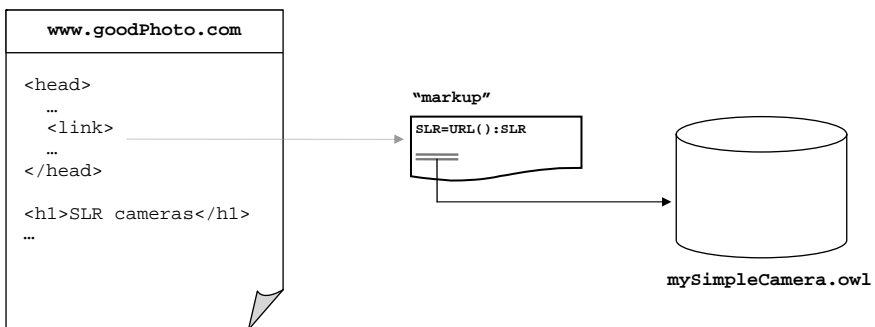 www.goodPhoto.com
<head>
…
<link>
…
</head>
<h1>SLR cameras</h1>
…
“markup”
SLR=URL():SLR
mySimpleCamera.owl